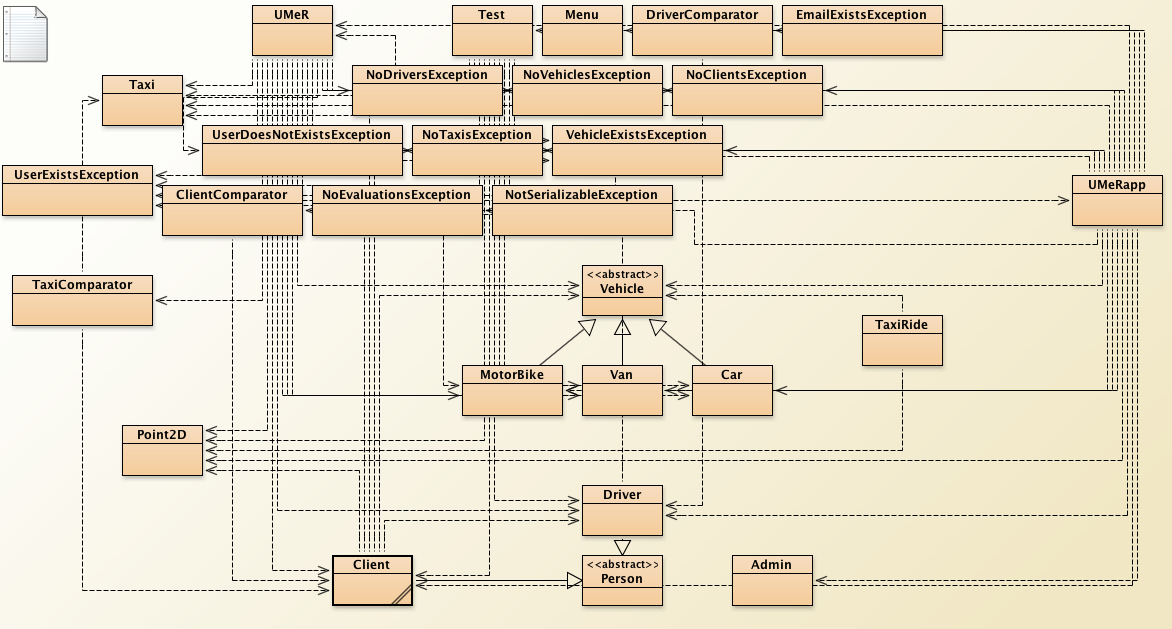 UMeR
Test
Menu
DriverComparator
EmailExistsException
Taxi
NoDriversException
NoVehiclesException
NoClientsException
UserDoesNotExistsException
NoTaxisException
VehicleExistsException
UserExistsException
ClientComparator
NoEvaluationsException
NotSerializableException
UMeRapp
TaxiComparator
<<abstract>>
Vehicle
TaxiRide
MotorBike
Van
Car
Point2D
Driver
Client
<<abstract>>
Person
Admin